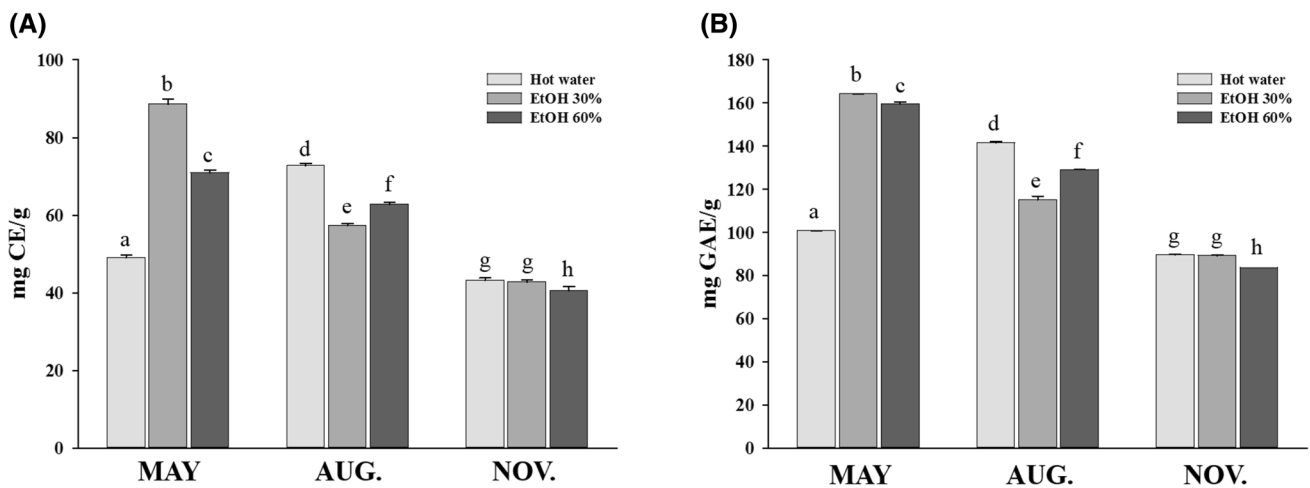 (A)
100
80
60
40
20
0
mg CE/g
Hot water
EtOH 30%
EtOH 60%
a
b
c
d
e
f
g
g
h
MAY
AUG.
NOV.
(B)
180
160
140
120
100
80
60
40
20
0
mg GAE/g
Hot water
EtOH 30%
EtOH 60%
a
b
c
d
e
f
g
g
h
MAY
AUG.
NOV.